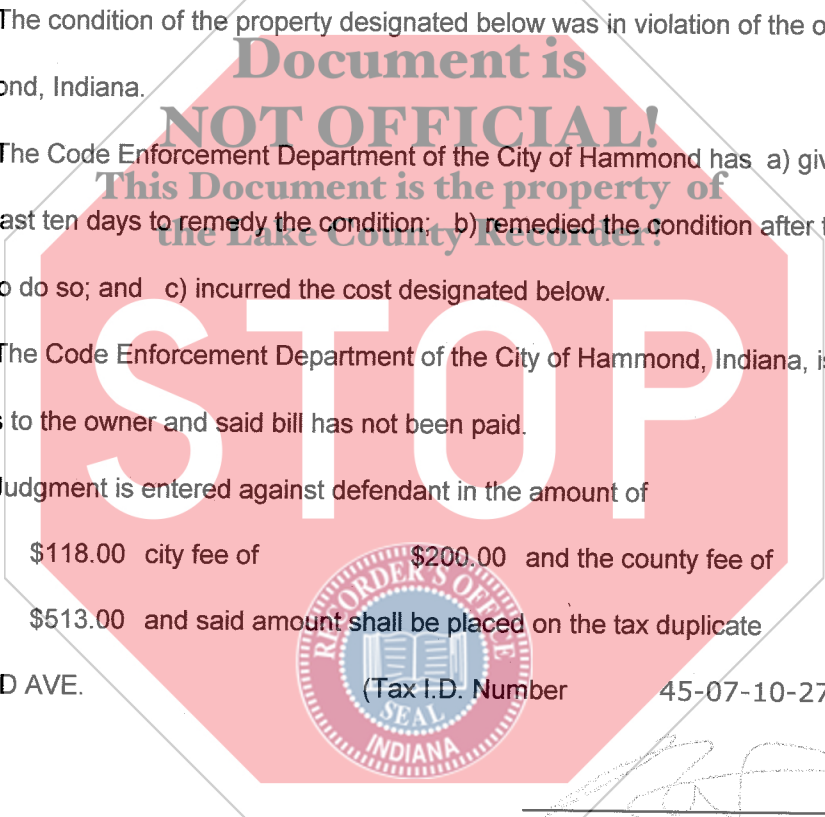 The condition of the property designated below was in violation of the o
Document is
ond, Indiana.
NOT OFFICIAL!
The Code Enforcement Department of the City of Hammond has a) giv
This Document is the property of
ast ten days to remedy the condition; b) remedied the condition after t
the Lake County Recorder!
o do so; and c) incurred the cost designated below.
STOP
The Code Enforcement Department of the City of Hammond, Indiana, is
s to the owner and said bill has not been paid.
Judgment is entered against defendant in the amount of
$118.00 city fee of $200.00 and the county fee of
$513.00 and said amount shall be placed on the tax duplicate
D AVE. (Tax I.D. Number 45-07-10-27
RECORDER'S OFFICE
SEAL
INDIANA